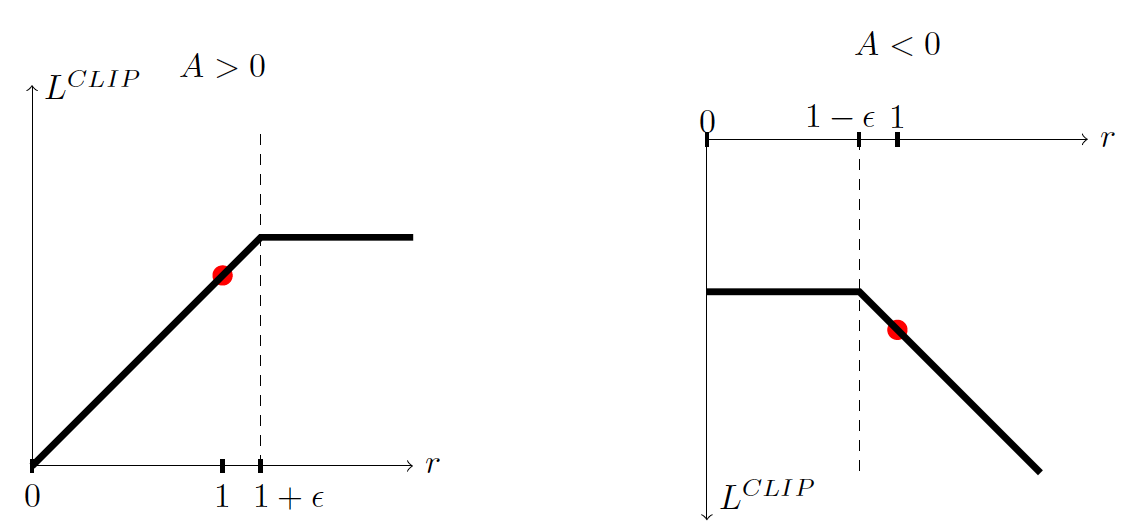 A > 0
L^{CLIP}
r
0
1
1 + ϵ
A < 0
0
1 − ϵ
1
r
L^{CLIP}